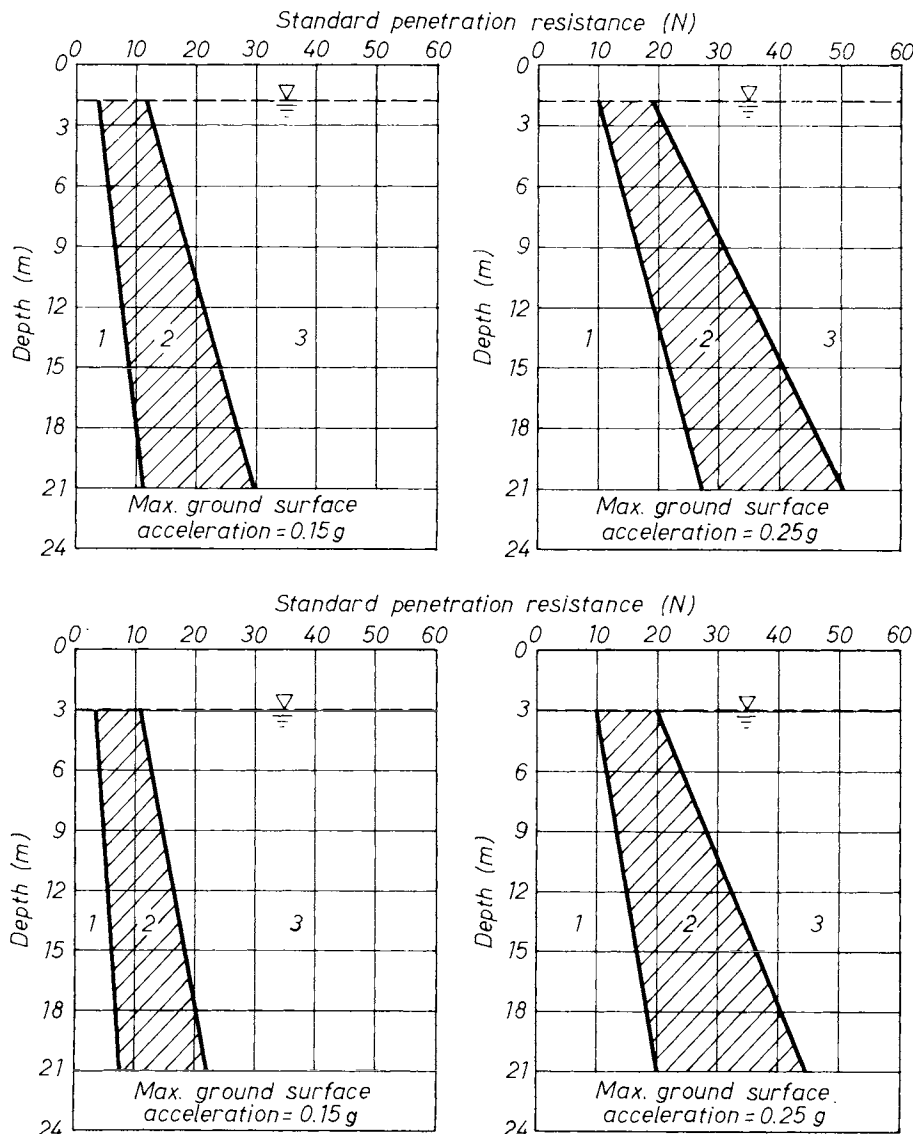 Standard penetration resistance (N)
0 10 20 30 40 50 60
0 10 20 30 40 50 60
0
3
6
9
12
15
18
21
24
Depth (m)
1 2 3
Max. ground surface
acceleration = 0.15 g
0
3
6
9
12
15
18
21
24
Depth (m)
1 2 3
Max. ground surface
acceleration = 0.25 g
Standard penetration resistance (N)
0 10 20 30 40 50 60
0 10 20 30 40 50 60
0
3
6
9
12
15
18
21
24
Depth (m)
1 2 3
Max. ground surface
acceleration = 0.15 g
0
3
6
9
12
15
18
21
24
Depth (m)
1 2 3
Max. ground surface
acceleration = 0.25 g